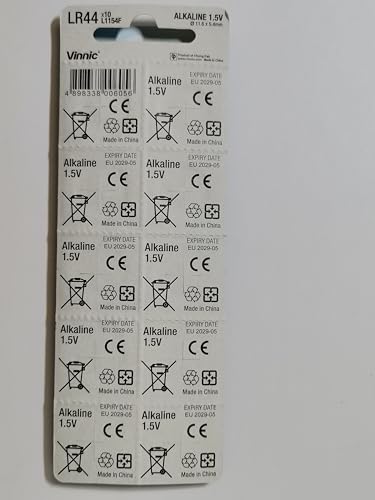 LR44 x10
L1154F
ALKALINE 1.5V
Ø 11.6 x 5.4mm
Vinnic
Made in China
4 898338 006056
CE
Made in China
Alkaline
1.5V
EXPIRY DATE
EU 2029-05
CE
Made in China
Alkaline
1.5V
EXPIRY DATE
EU 2029-05
CE
Made in China
Alkaline
1.5V
EXPIRY DATE
EU 2029-05
CE
Made in China
Alkaline
1.5V
EXPIRY DATE
EU 2029-05
CE
Made in China
Alkaline
1.5V
EXPIRY DATE
EU 2029-05
CE
Made in China
Alkaline
1.5V
EXPIRY DATE
EU 2029-05
CE
Made in China
Alkaline
1.5V
EXPIRY DATE
EU 2029-05
CE
Made in China
Alkaline
1.5V
EXPIRY DATE
EU 2029-05
CE
Made in China
Alkaline
1.5V
EXPIRY DATE
EU 2029-05
CE
Made in China